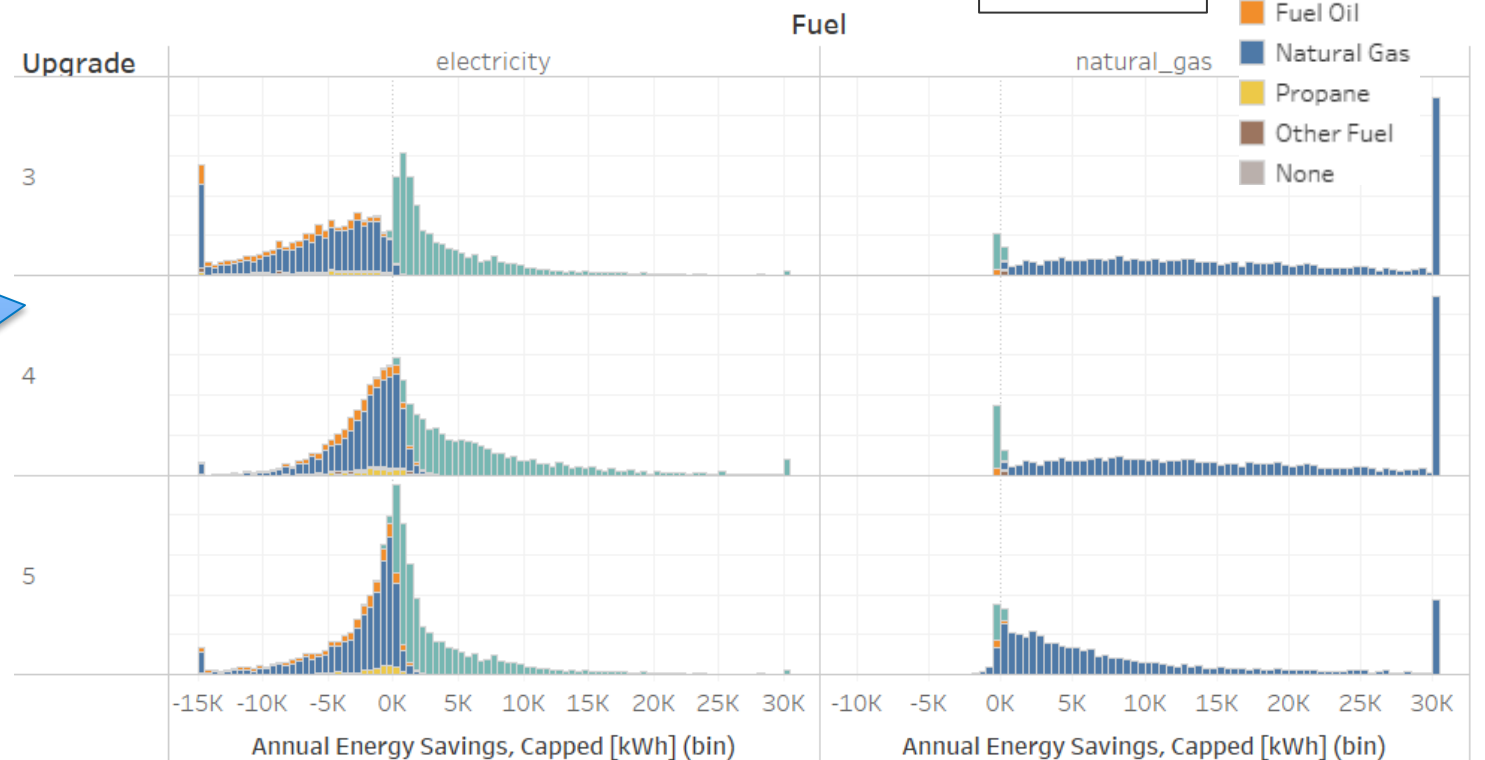 Fuel
Fuel Oil
Upgrade
electricity
natural_gas
Natural Gas
Propane
Other Fuel
None
3
4
5
-15K -10K -5K 0K 5K 10K 15K 20K 25K 30K
-10K -5K 0K 5K 10K 15K 20K 25K 30K
Annual Energy Savings, Capped [kWh] (bin)
Annual Energy Savings, Capped [kWh] (bin)